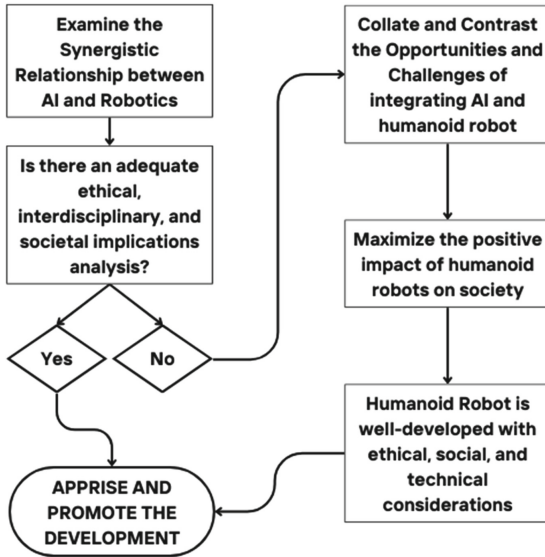 Examine the
Synergistic
Relationship between
AI and Robotics
Is there an adequate
ethical,
interdisciplinary, and
societal implications
analysis?
Yes
No
APPRISE AND
PROMOTE THE
DEVELOPMENT
Collate and Contrast
the Opportunities and
Challenges of
integrating AI and
humanoid robot
Maximize the positive
impact of humanoid
robots on society
Humanoid Robot is
well-developed with
ethical, social, and
technical
considerations